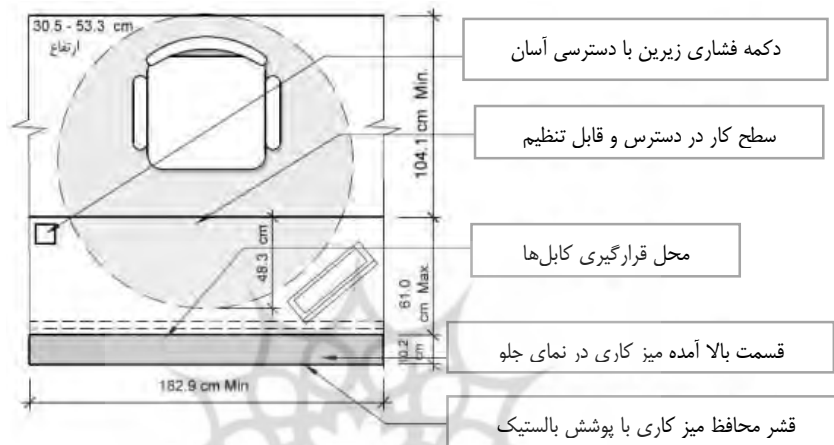 30.5 - 53.3 cm
ارتفاع
دکمه فشاری زیرین با دسترسی آسان
104.1 cm Min.
سطح کار در دسترس و قابل تنظیم
48.3 cm
محل قرارگیری کابل‌ها
61.0
cm Max.
قسمت بالا آمده میز کاری در نمای جلو
10.2
cm
182.9 cm Min
قشر محافظ میز کاری با پوشش بالستیک